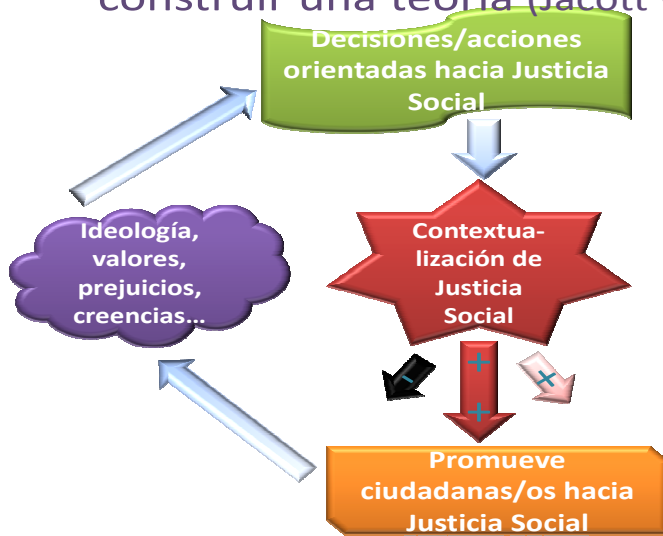 construir una teoría (Jacott
Decisiones/acciones
orientadas hacia Justicia
Social
Ideología,
valores,
prejuicios,
creencias...
Contextua-
lización de
Justicia
Social
- + +
+
Promueve
ciudadanas/os hacia
Justicia Social